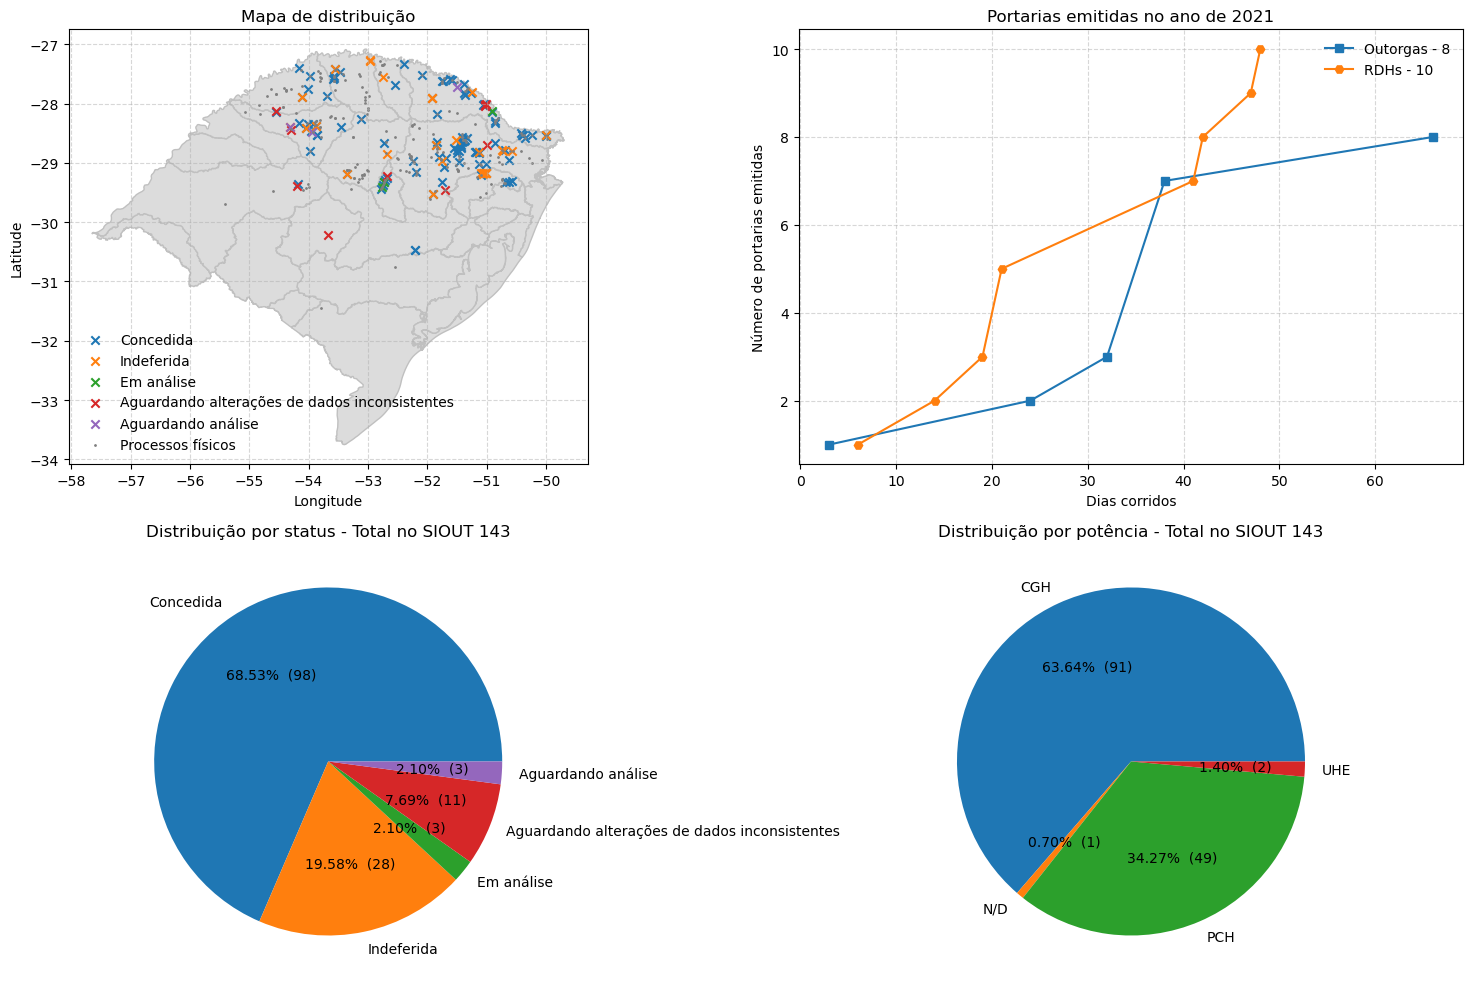 Mapa de distribuição
−27
−28
−29
−30
−31
−32
−33
−34
Latitude
Concedida
Indeferida
Em análise
Aguardando alterações de dados inconsistentes
Aguardando análise
Processos físicos
−58 −57 −56 −55 −54 −53 −52 −51 −50
Longitude
Portarias emitidas no ano de 2021
Outorgas - 8
RDHs - 10
10
8
6
4
2
Número de portarias emitidas
0 10 20 30 40 50 60
Dias corridos
Distribuição por status - Total no SIOUT 143
Concedida
68.53% (98)
2.10% (3)
Aguardando análise
7.69% (11)
Aguardando alterações de dados inconsistentes
2.10% (3)
Em análise
19.58% (28)
Indeferida
Distribuição por potência - Total no SIOUT 143
CGH
63.64% (91)
1.40% (2)
UHE
0.70% (1)
N/D
34.27% (49)
PCH